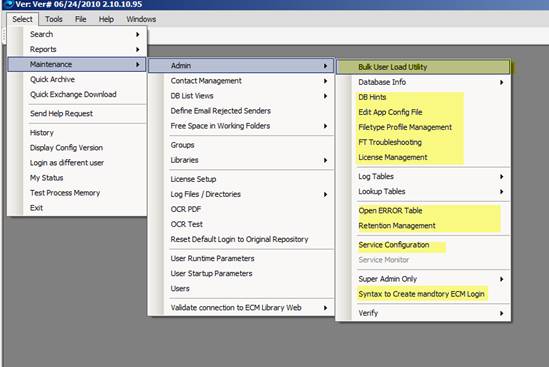 Ver: Ver# 06/24/2010 2.10.10.95
Select Tools File Help Windows
Search
Reports
Maintenance
Quick Archive
Quick Exchange Download
Send Help Request
History
Display Config Version
Login as different user
My Status
Test Process Memory
Exit
Admin
Contact Management
DB List Views
Define Email Rejected Senders
Free Space in Working Folders
Groups
Libraries
License Setup
Log Files / Directories
OCR PDF
OCR Test
Reset Default Login to Original Repository
User Runtime Parameters
User Startup Parameters
Users
Validate connection to ECM Library Web
Bulk User Load Utility
Database Info
DB Hints
Edit App Config File
Filetype Profile Management
FT Troubleshooting
License Management
Log Tables
Lookup Tables
Open ERROR Table
Retention Management
Service Configuration
Service Monitor
Super Admin Only
Syntax to Create mandtory ECM Login
Verify